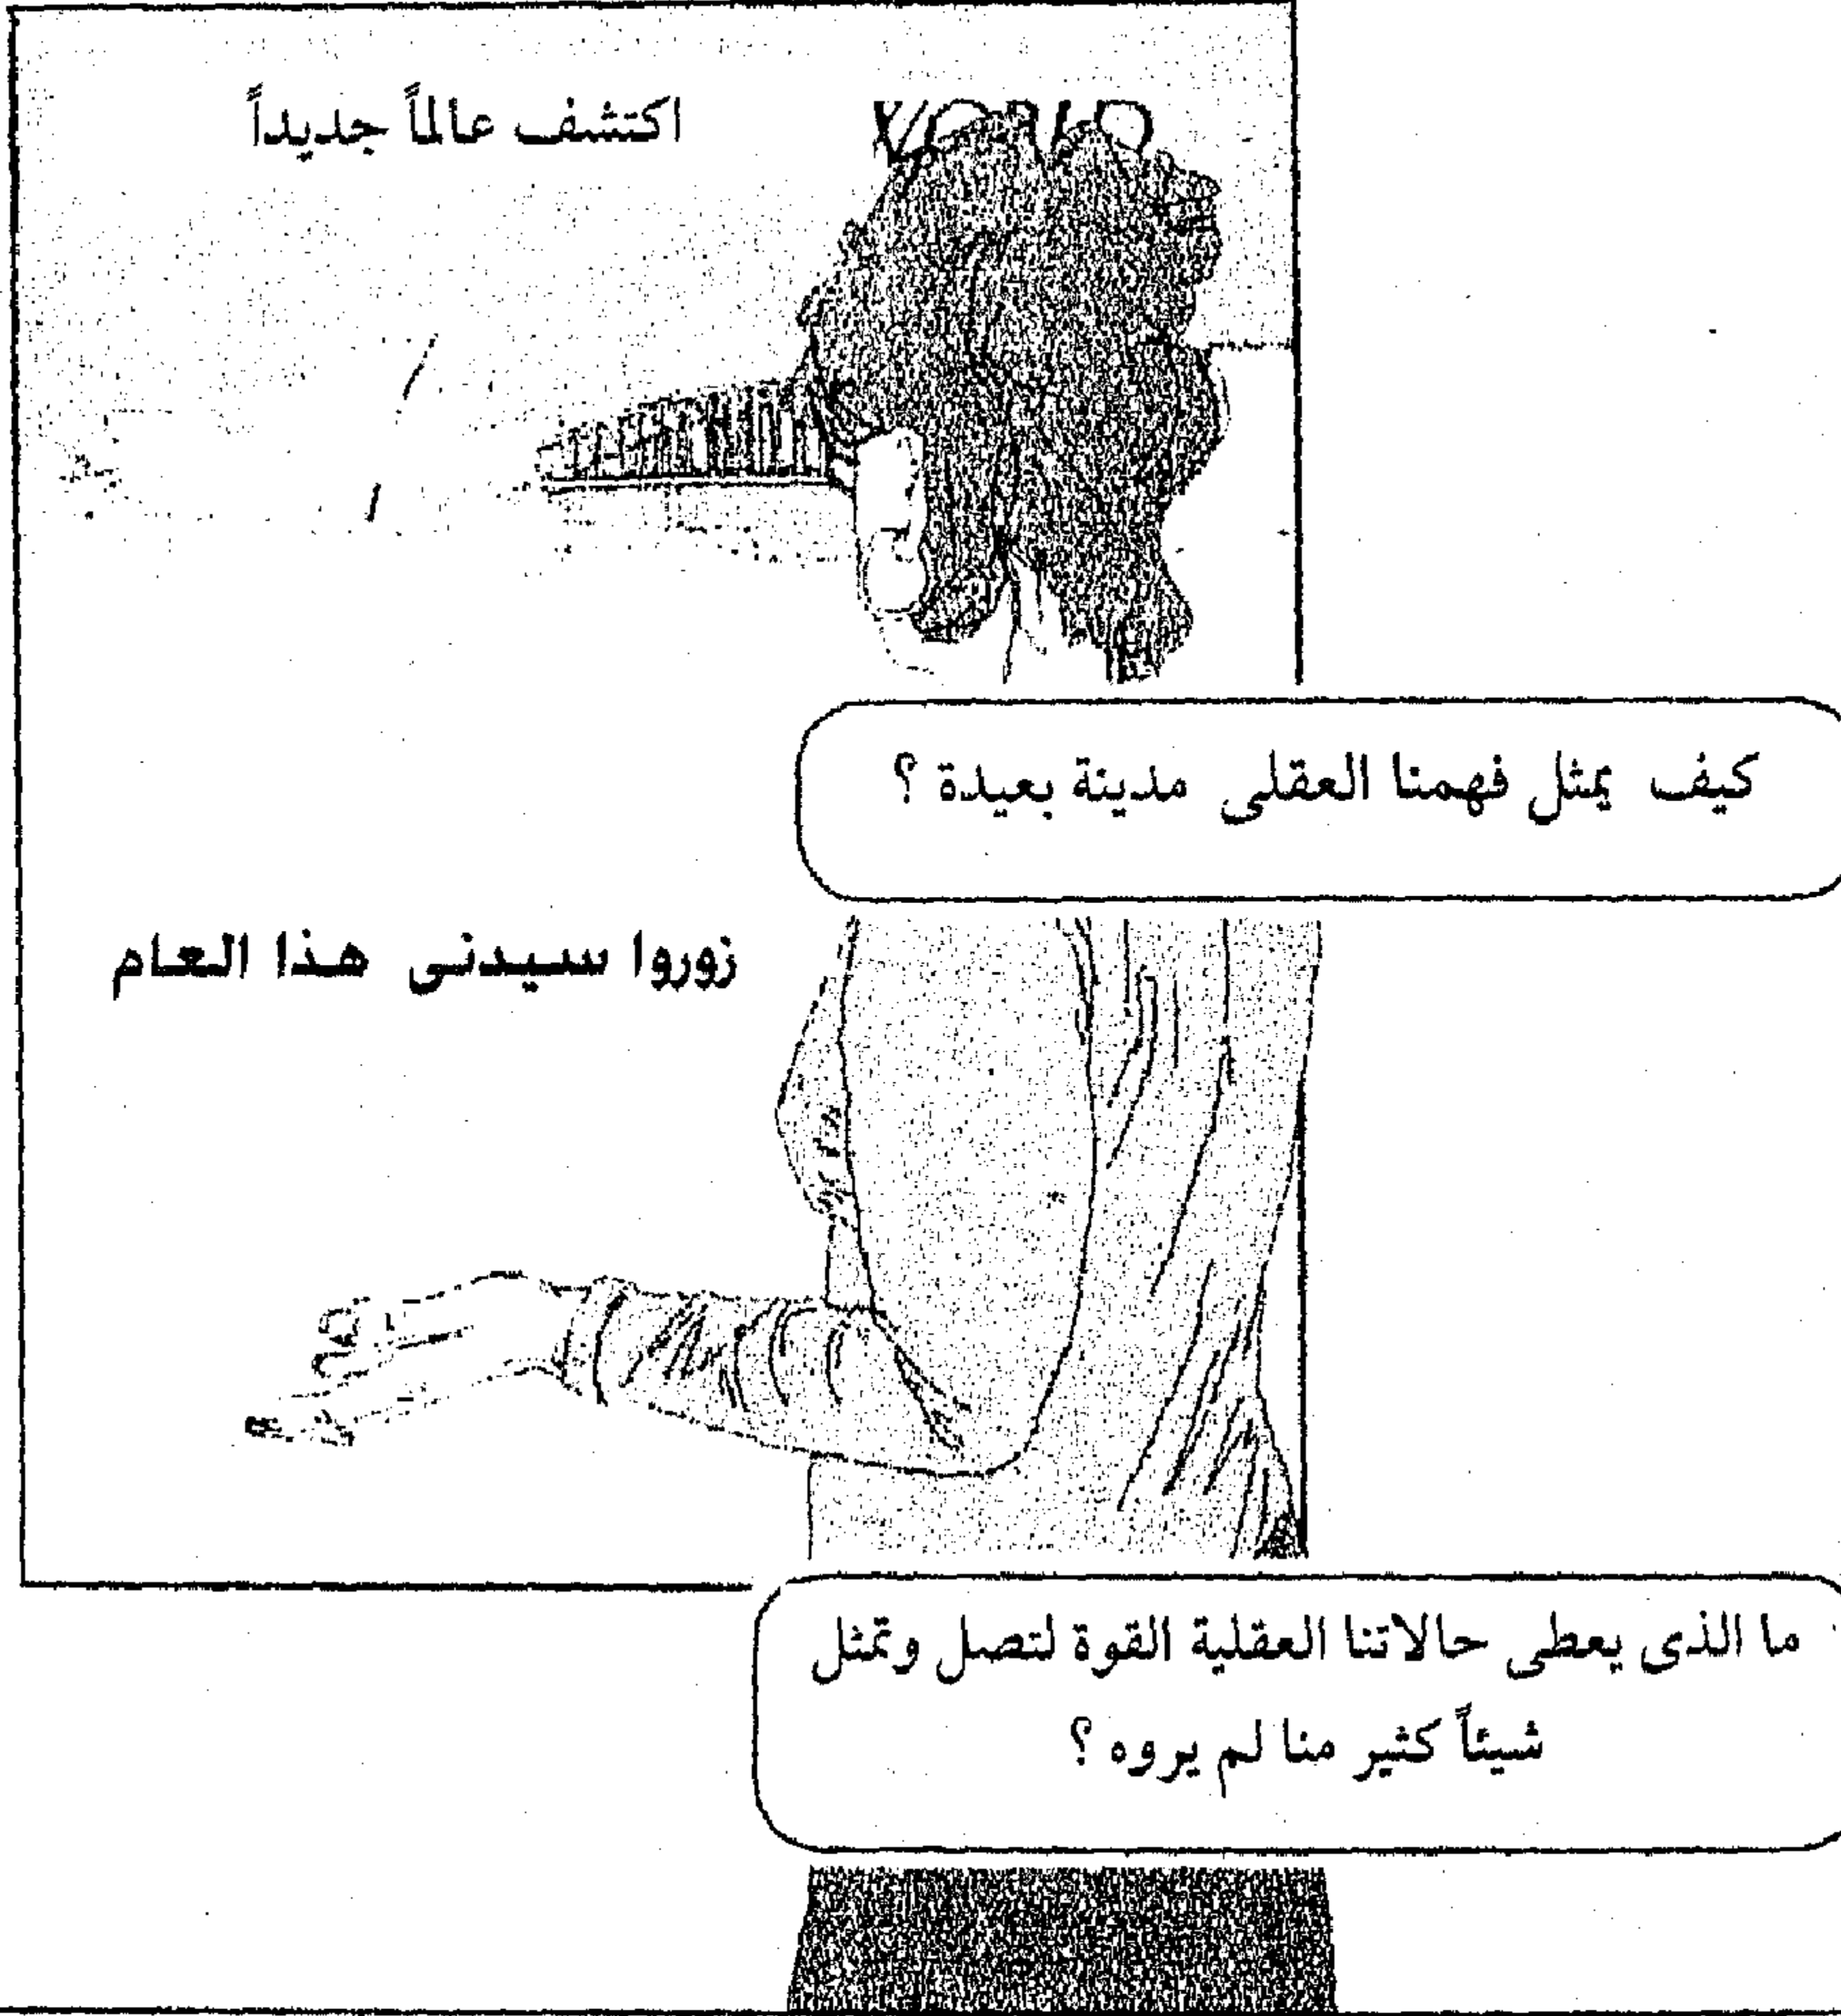 اكتشف عالماً جديداً
كيف يمثل فهمنا العقلى مدينة بعيدة ؟
زوروا سيدنى هذا العام
ما الذى يعطى حالاتنا العقلية القوة لتصل وتمثل
شيئاً كثير منا لم يروه ؟